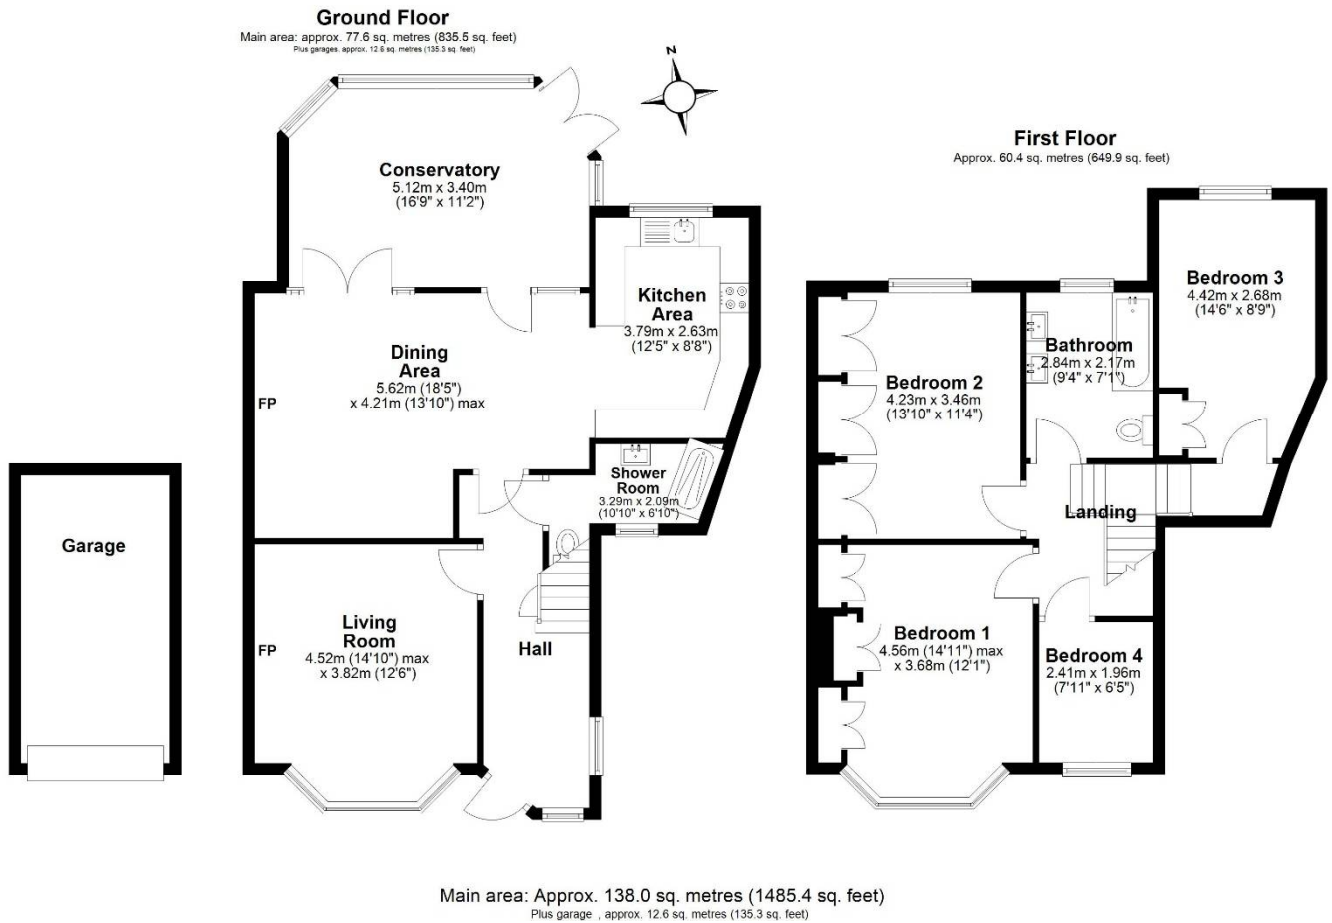 Ground Floor
Main area: approx. 77.6 sq. metres (835.5 sq. feet)
Plus garages, approx. 12.6 sq. metres (135.3 sq. feet)
N
First Floor
Approx. 60.4 sq. metres (649.9 sq. feet)
Conservatory
5.12m x 3.40m
(16'9" x 11'2")
Kitchen
Area
3.79m x 2.63m
(12'5" x 8'8")
Dining
Area
5.62m (18'5")
x 4.21m (13'10") max
FP
Shower
Room
3.29m x 2.09m
(10'10" x 6'10")
Garage
Living
Room
4.52m (14'10") max
x 3.82m (12'6")
FP
Hall
Bedroom 3
4.42m x 2.68m
(14'6" x 8'9")
Bathroom
2.84m x 2.17m
(9'4" x 7'1")
Bedroom 2
4.23m x 3.46m
(13'10" x 11'4")
Landing
Bedroom 1
4.56m (14'11") max
x 3.68m (12'1")
Bedroom 4
2.41m x 1.96m
(7'11" x 6'5")
Main area: Approx. 138.0 sq. metres (1485.4 sq. feet)
Plus garage , approx. 12.6 sq. metres (135.3 sq. feet)